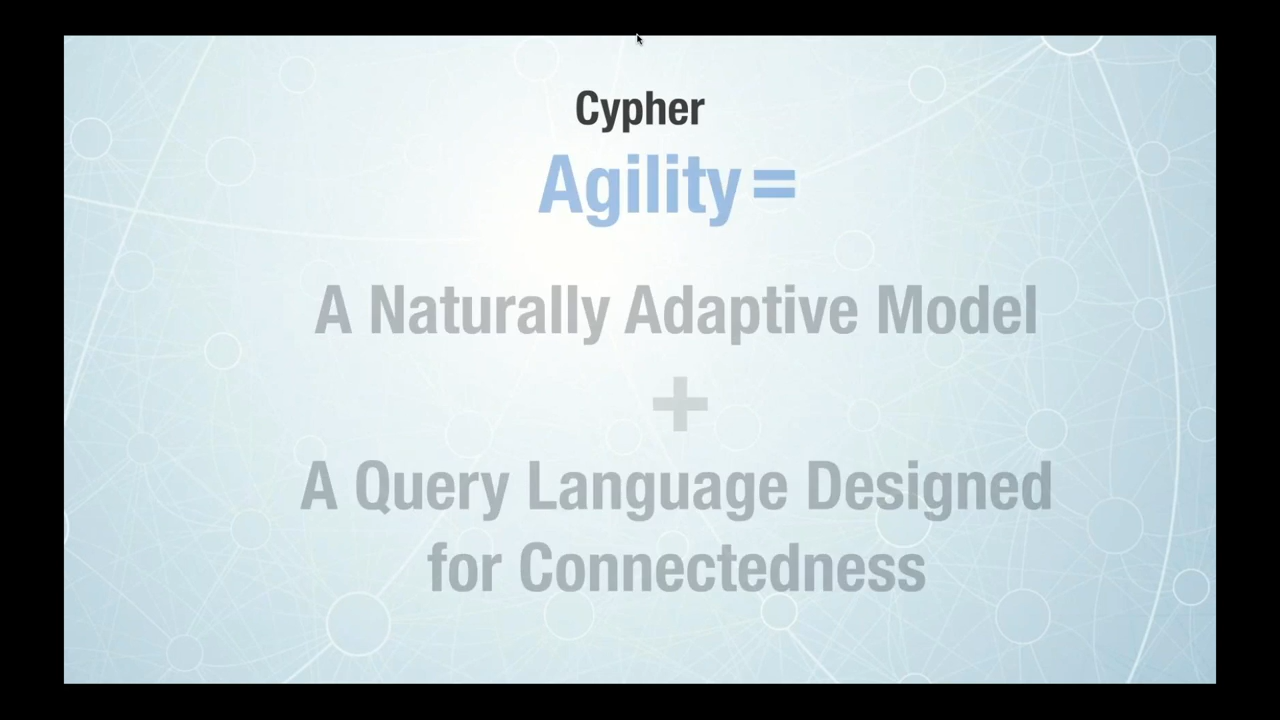 Cypher
Agility =
A Naturally Adaptive Model
+
A Query Language Designed
for Connectedness